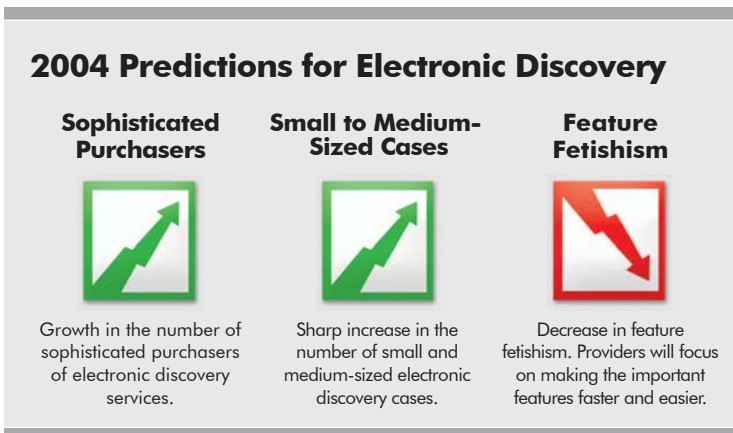 2004 Predictions for Electronic Discovery
Sophisticated
Purchasers
Growth in the number of
sophisticated purchasers
of electronic discovery
services.
Small to Medium-
Sized Cases
Sharp increase in the
number of small and
medium-sized electronic
discovery cases.
Feature
Fetishism
Decrease in feature
fetishism. Providers will focus
on making the important
features faster and easier.